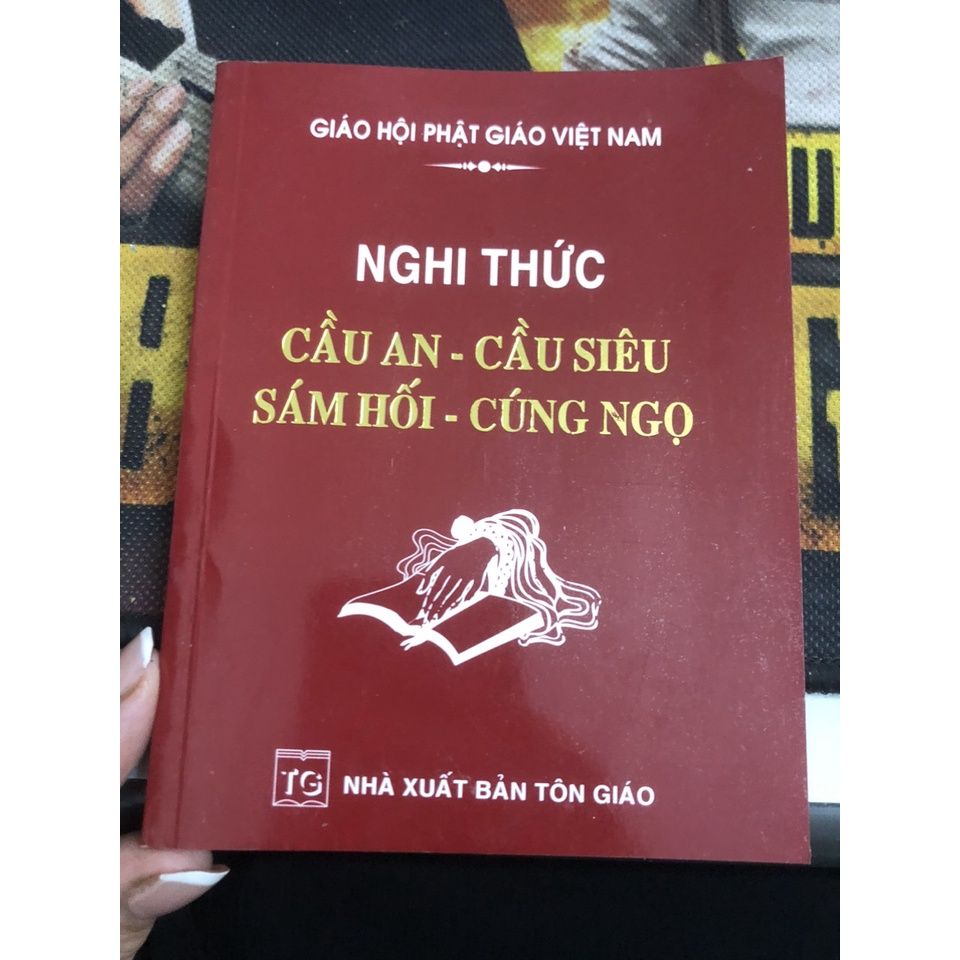 GIÁO HỘI PHẬT GIÁO VIỆT NAM
NGHI THỨC
CẦU AN - CẦU SIÊU
SÁM HỐI - CÚNG NGỌ
TG NHÀ XUẤT BẢN TÔN GIÁO